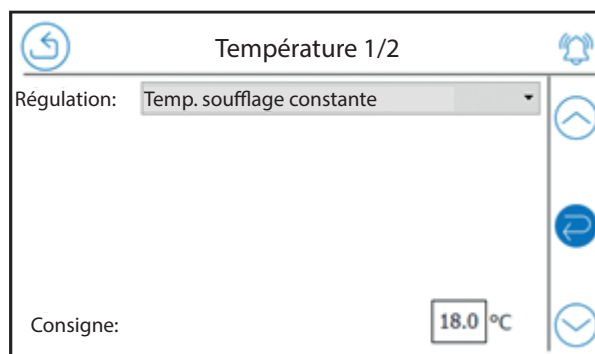 Température 1/2
Régulation: Temp. soufflage constante
Consigne: 18.0 °C